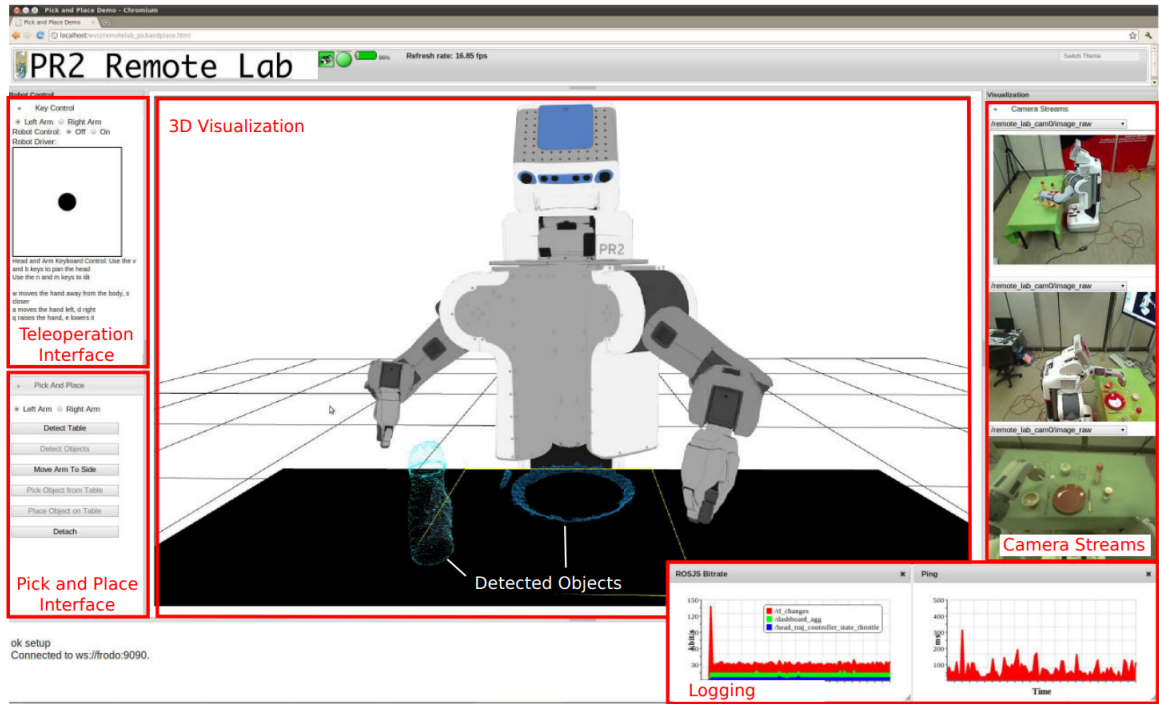 Pick and Place Demo - Chromium
Pick and Place Demo
localhost/wviz/remotelab_pickandplace.html
PR2 Remote Lab
96%
Refresh rate: 16.85 fps
Switch Theme
Robot Control
Key Control
Left Arm Right Arm
Robot Control: Off On
Robot Driver:
Head and Arm Keyboard Control: Use the v
and b keys to pan the head
Use the n and m keys to tilt
w moves the hand away from the body, s
closer
a moves the hand left, d right
q raises the hand, e lowers it
Teleoperation
Interface
Pick And Place
Left Arm Right Arm
Detect Table
Detect Objects
Move Arm To Side
Pick Object from Table
Place Object on Table
Detach
Pick and Place
Interface
3D Visualization
PR2
Detected Objects
Visualization
Camera Streams
/remote_lab_cam0/image_raw
/remote_lab_cam0/image_raw
/remote_lab_cam0/image_raw
Camera Streams
ROSJS Bitrate
150
120
90
60
30
kbit/s
/tf_changes
/dashboard_agg
/head_traj_controller_state_throttle
Logging
Ping
500
400
300
200
100
ms
Time
ok setup
Connected to ws://frodo:9090.